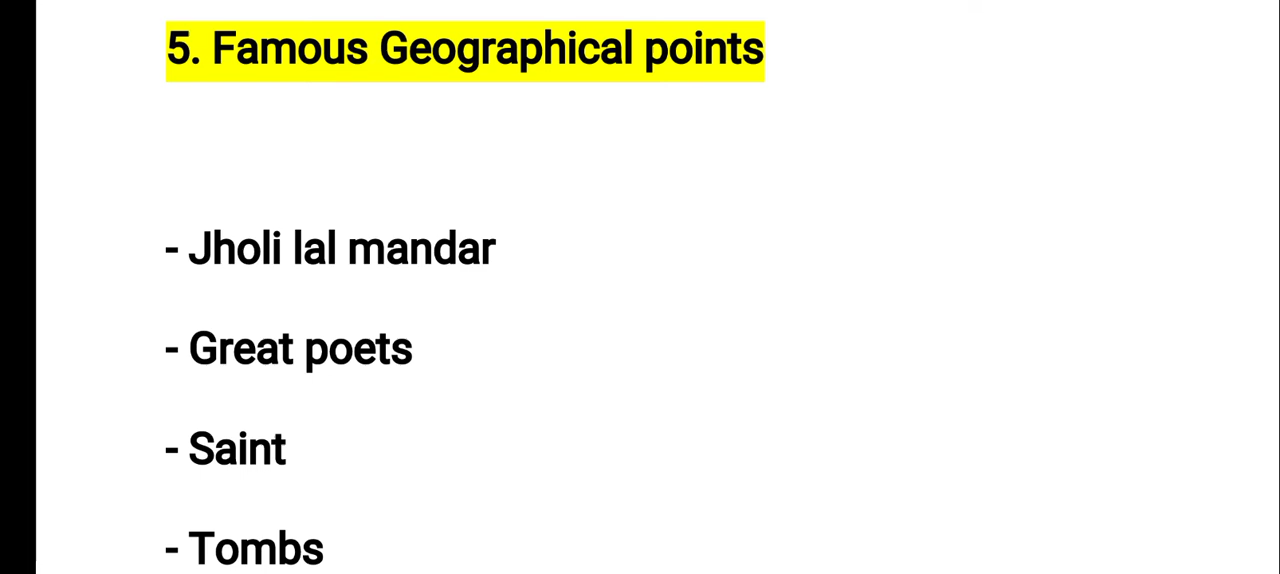 5. Famous Geographical points
- Jholi lal mandar
- Great poets
- Saint
- Tombs